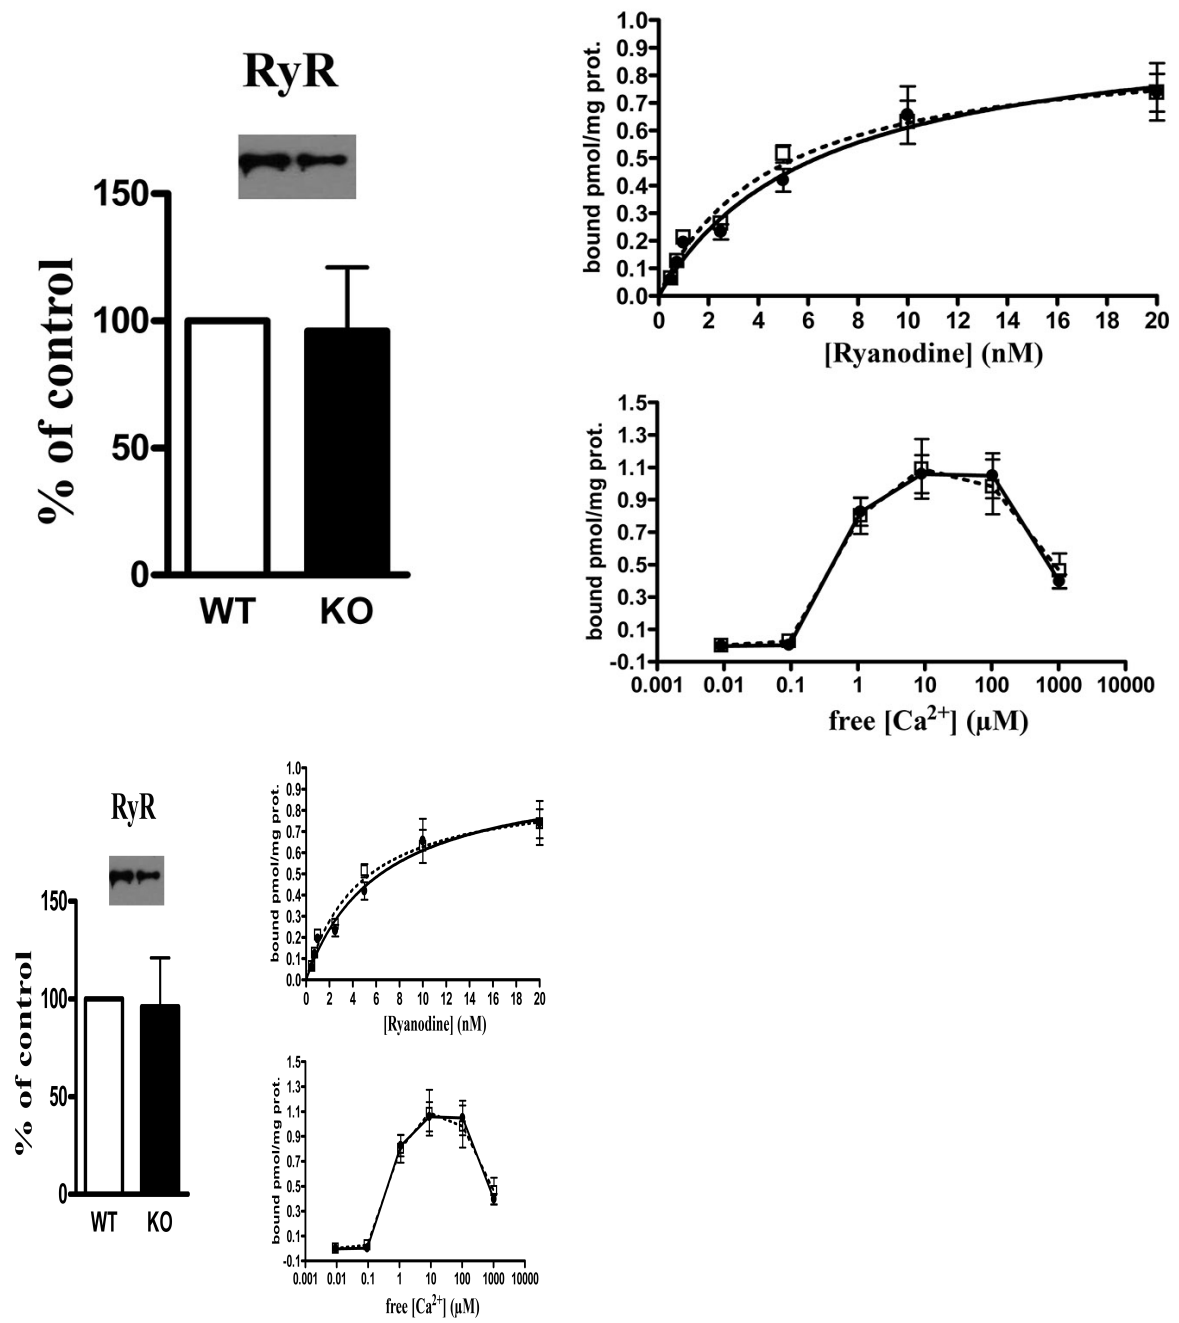 RyR
150
100
50
0
% of control
WT KO
1.0
0.9
0.8
0.7
0.6
0.5
0.4
0.3
0.2
0.1
0.0
bound pmol/mg prot.
0 2 4 6 8 10 12 14 16 18 20
[Ryanodine] (nM)
1.5
1.3
1.1
0.9
0.7
0.5
0.3
0.1
-0.1
bound pmol/mg prot.
0.001 0.01 0.1 1 10 100 1000 10000
free [Ca2+] (µM)
RyR
150
100
50
0
% of control
WT KO
1.0
0.9
0.8
0.7
0.6
0.5
0.4
0.3
0.2
0.1
0.0
bound pmol/mg prot.
0 2 4 6 8 10 12 14 16 18 20
[Ryanodine] (nM)
1.5
1.3
1.1
0.9
0.7
0.5
0.3
0.1
-0.1
bound pmol/mg prot.
0.001 0.01 0.1 1 10 100 1000 10000
free [Ca2+] (µM)